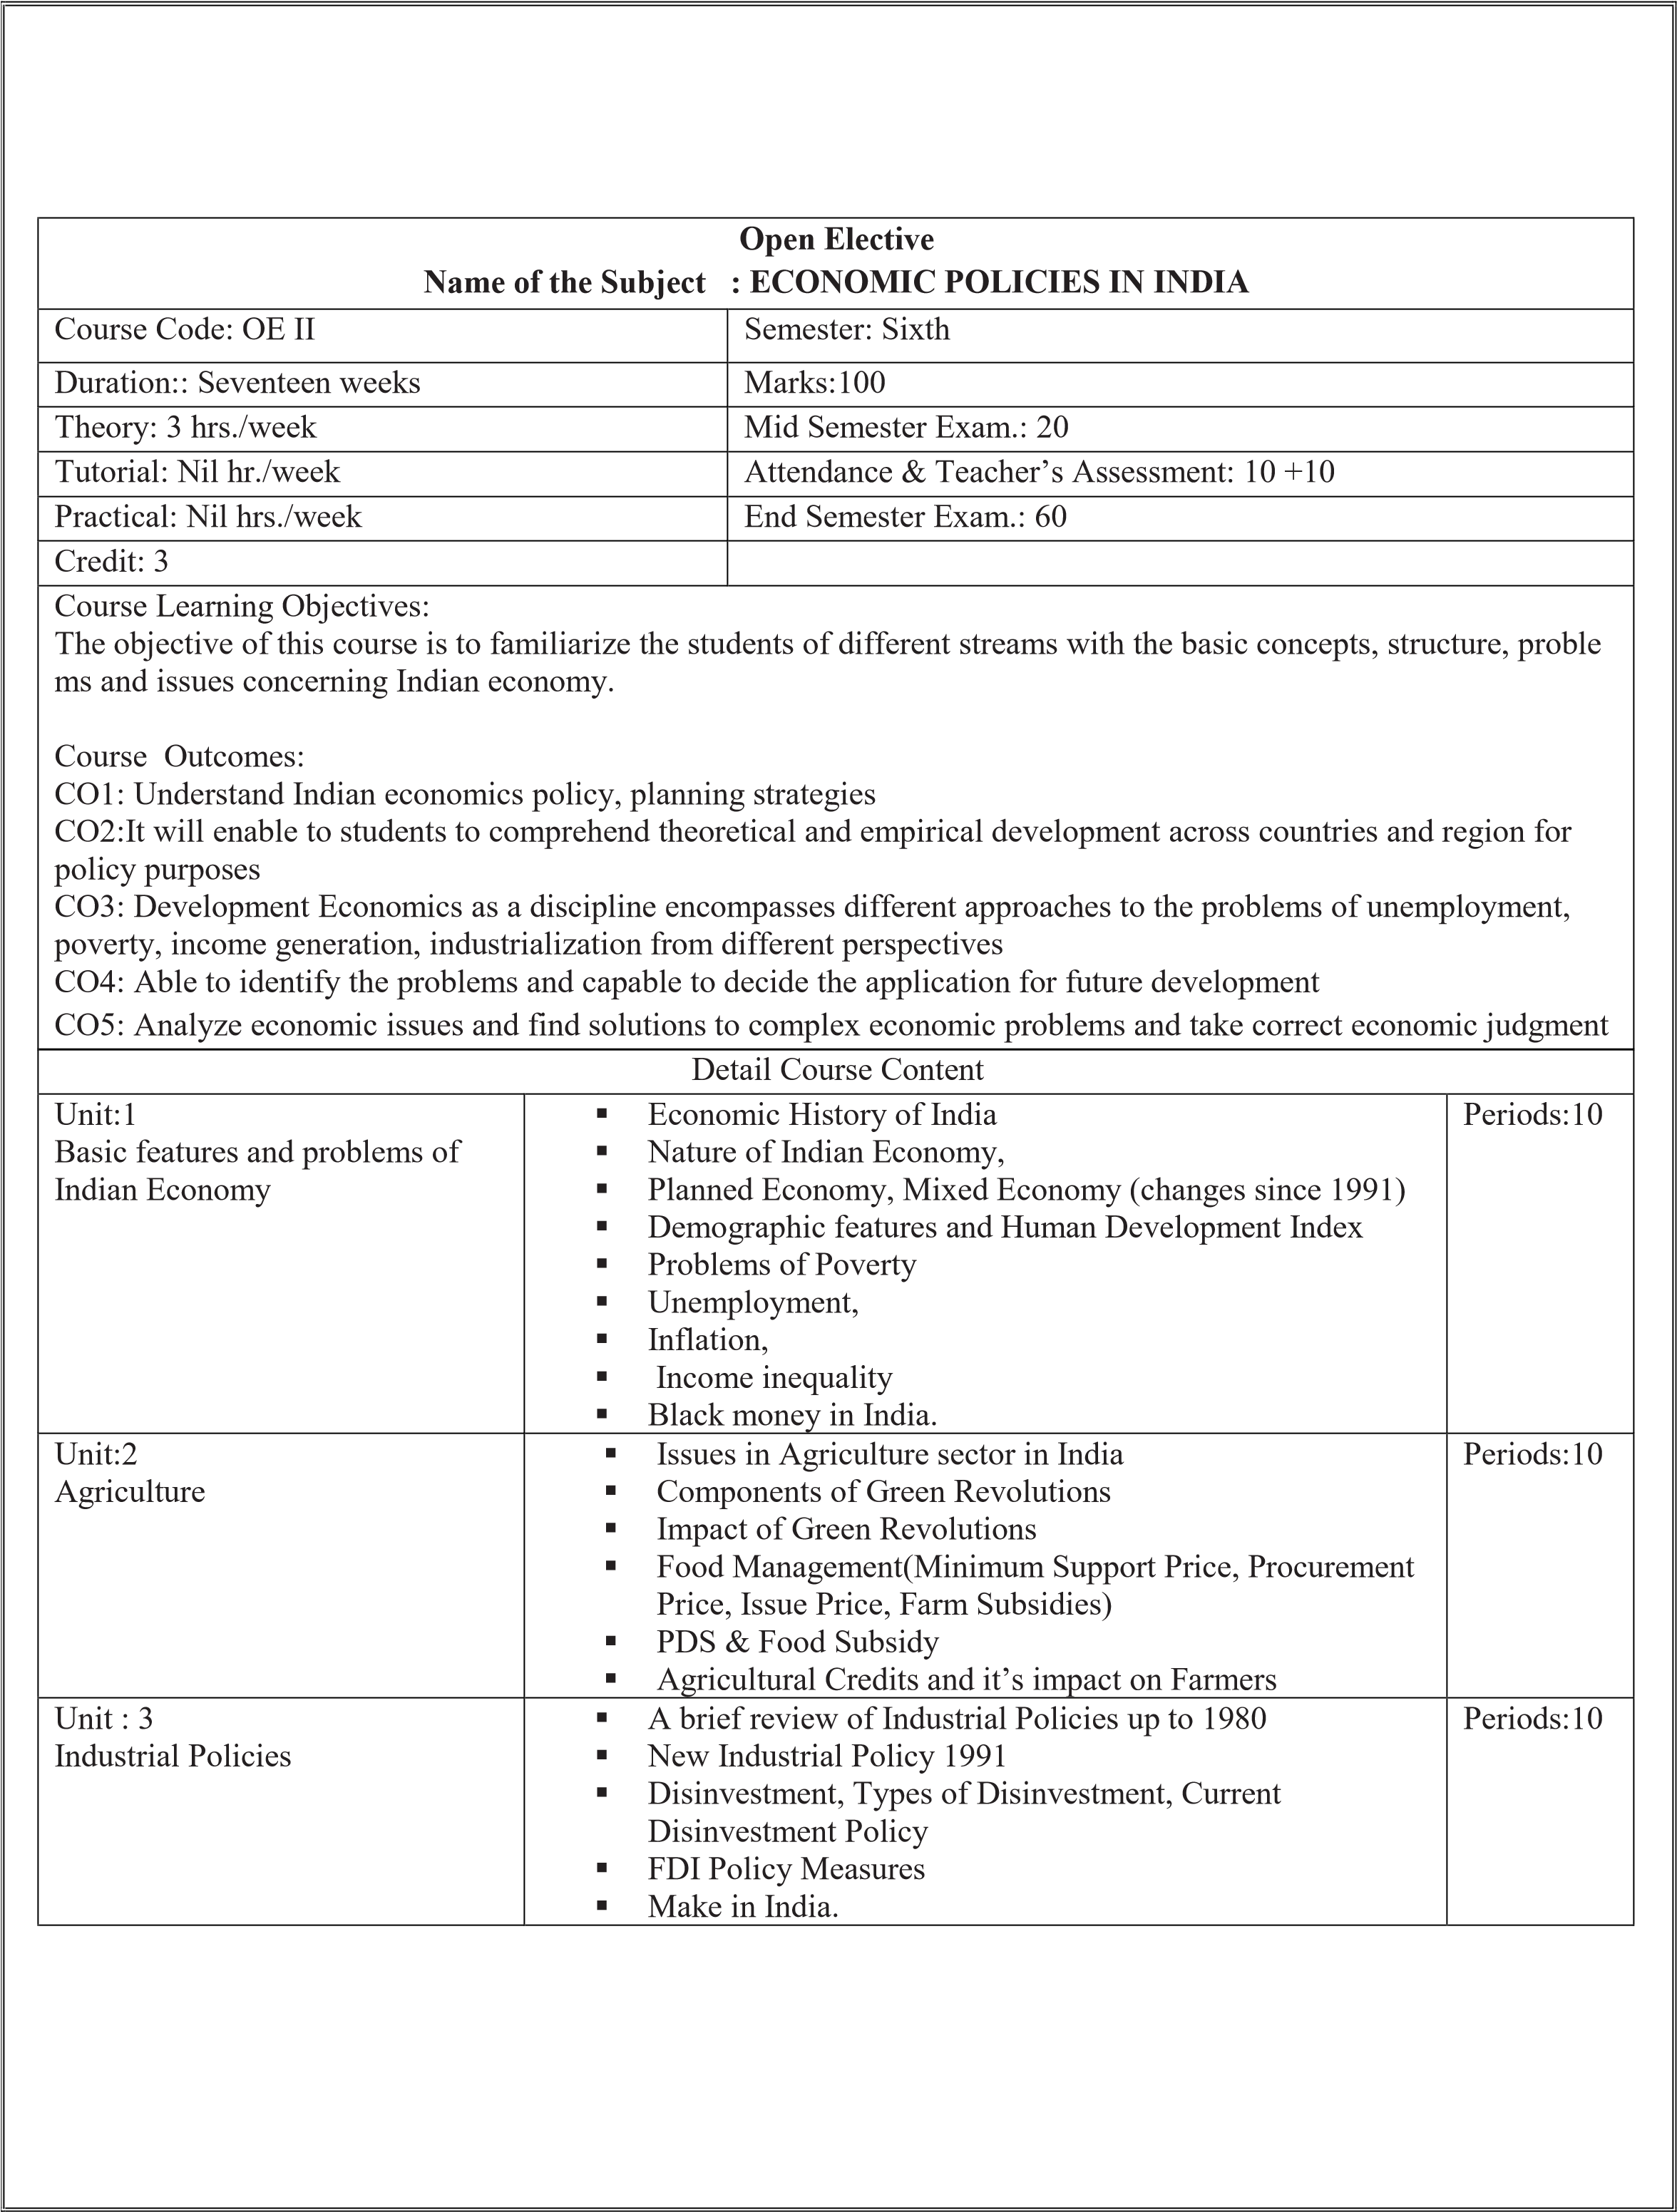 Open Elective
Name of the Subject : ECONOMIC POLICIES IN INDIA
Course Code: OE II
Semester: Sixth
Duration:: Seventeen weeks
Marks:100
Theory: 3 hrs./week
Mid Semester Exam.: 20
Tutorial: Nil hr./week
Attendance & Teacher’s Assessment: 10 +10
Practical: Nil hrs./week
End Semester Exam.: 60
Credit: 3
Course Learning Objectives:
The objective of this course is to familiarize the students of different streams with the basic concepts, structure, proble
ms and issues concerning Indian economy.
Course Outcomes:
CO1: Understand Indian economics policy, planning strategies
CO2:It will enable to students to comprehend theoretical and empirical development across countries and region for
policy purposes
CO3: Development Economics as a discipline encompasses different approaches to the problems of unemployment,
poverty, income generation, industrialization from different perspectives
CO4: Able to identify the problems and capable to decide the application for future development
CO5: Analyze economic issues and find solutions to complex economic problems and take correct economic judgment
Detail Course Content
Unit:1
Basic features and problems of
Indian Economy
▪ Economic History of India
▪ Nature of Indian Economy,
▪ Planned Economy, Mixed Economy (changes since 1991)
▪ Demographic features and Human Development Index
▪ Problems of Poverty
▪ Unemployment,
▪ Inflation,
▪ Income inequality
▪ Black money in India.
Periods:10
Unit:2
Agriculture
▪ Issues in Agriculture sector in India
▪ Components of Green Revolutions
▪ Impact of Green Revolutions
▪ Food Management(Minimum Support Price, Procurement
Price, Issue Price, Farm Subsidies)
▪ PDS & Food Subsidy
▪ Agricultural Credits and it’s impact on Farmers
Periods:10
Unit : 3
Industrial Policies
▪ A brief review of Industrial Policies up to 1980
▪ New Industrial Policy 1991
▪ Disinvestment, Types of Disinvestment, Current
Disinvestment Policy
▪ FDI Policy Measures
▪ Make in India.
Periods:10